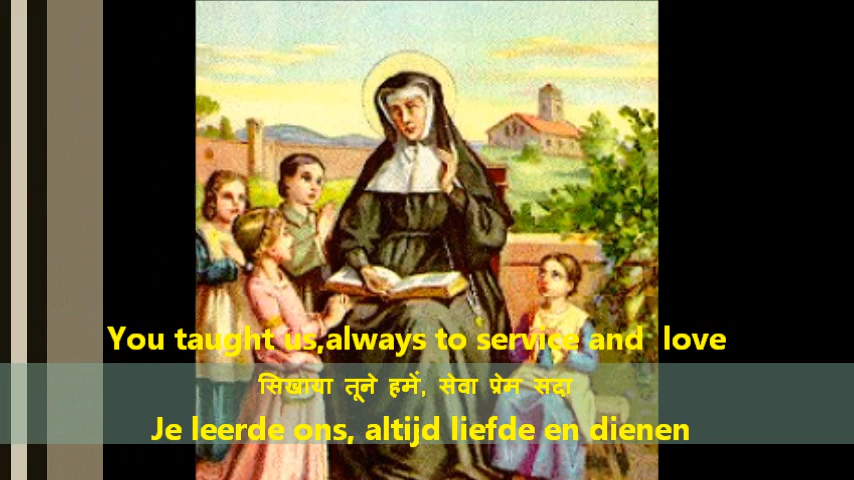 You taught us,always to service and love
सिखाया तूने हमें, सेवा प्रेम सदा
Je leerde ons, altijd liefde en dienen